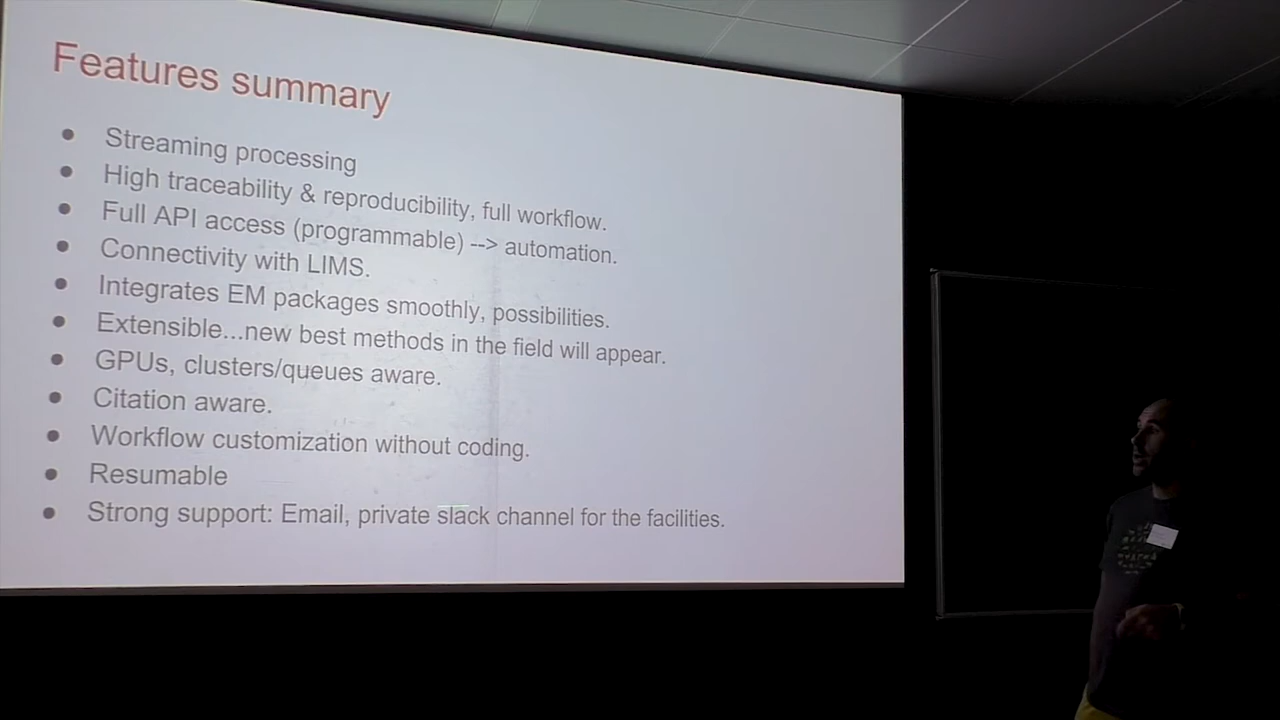 Features summary
● Streaming processing
● High traceability & reproducibility, full workflow.
● Full API access (programmable) --> automation.
● Connectivity with LIMS.
● Integrates EM packages smoothly, possibilities.
● Extensible...new best methods in the field will appear.
● GPUs, clusters/queues aware.
● Citation aware.
● Workflow customization without coding.
● Resumable
● Strong support: Email, private slack channel for the facilities.